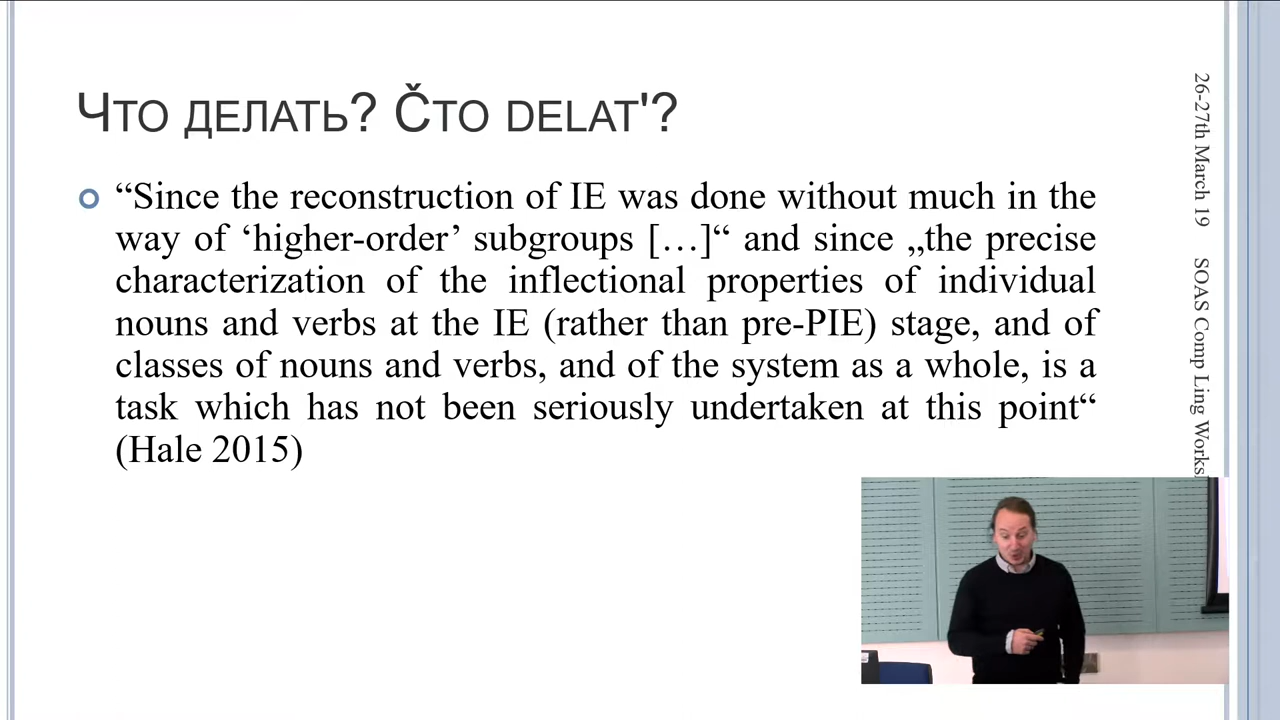 Что делать? Čto delat'?
“Since the reconstruction of IE was done without much in the
way of ‘higher-order’ subgroups […]“ and since „the precise
characterization of the inflectional properties of individual
nouns and verbs at the IE (rather than pre-PIE) stage, and of
classes of nouns and verbs, and of the system as a whole, is a
task which has not been seriously undertaken at this point“
(Hale 2015)
26-27th March 19 SOAS Comp Ling Works